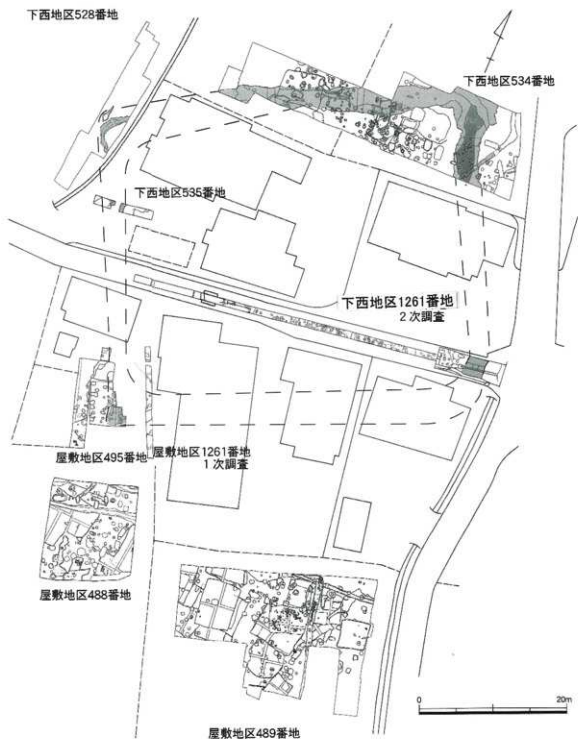 下西地区528番地
下西地区534番地
下西地区535番地
下西地区1261番地
2次調査
屋敷地区495番地
屋敷地区1261番地
1次調査
屋敷地区488番地
屋敷地区489番地
0
20m